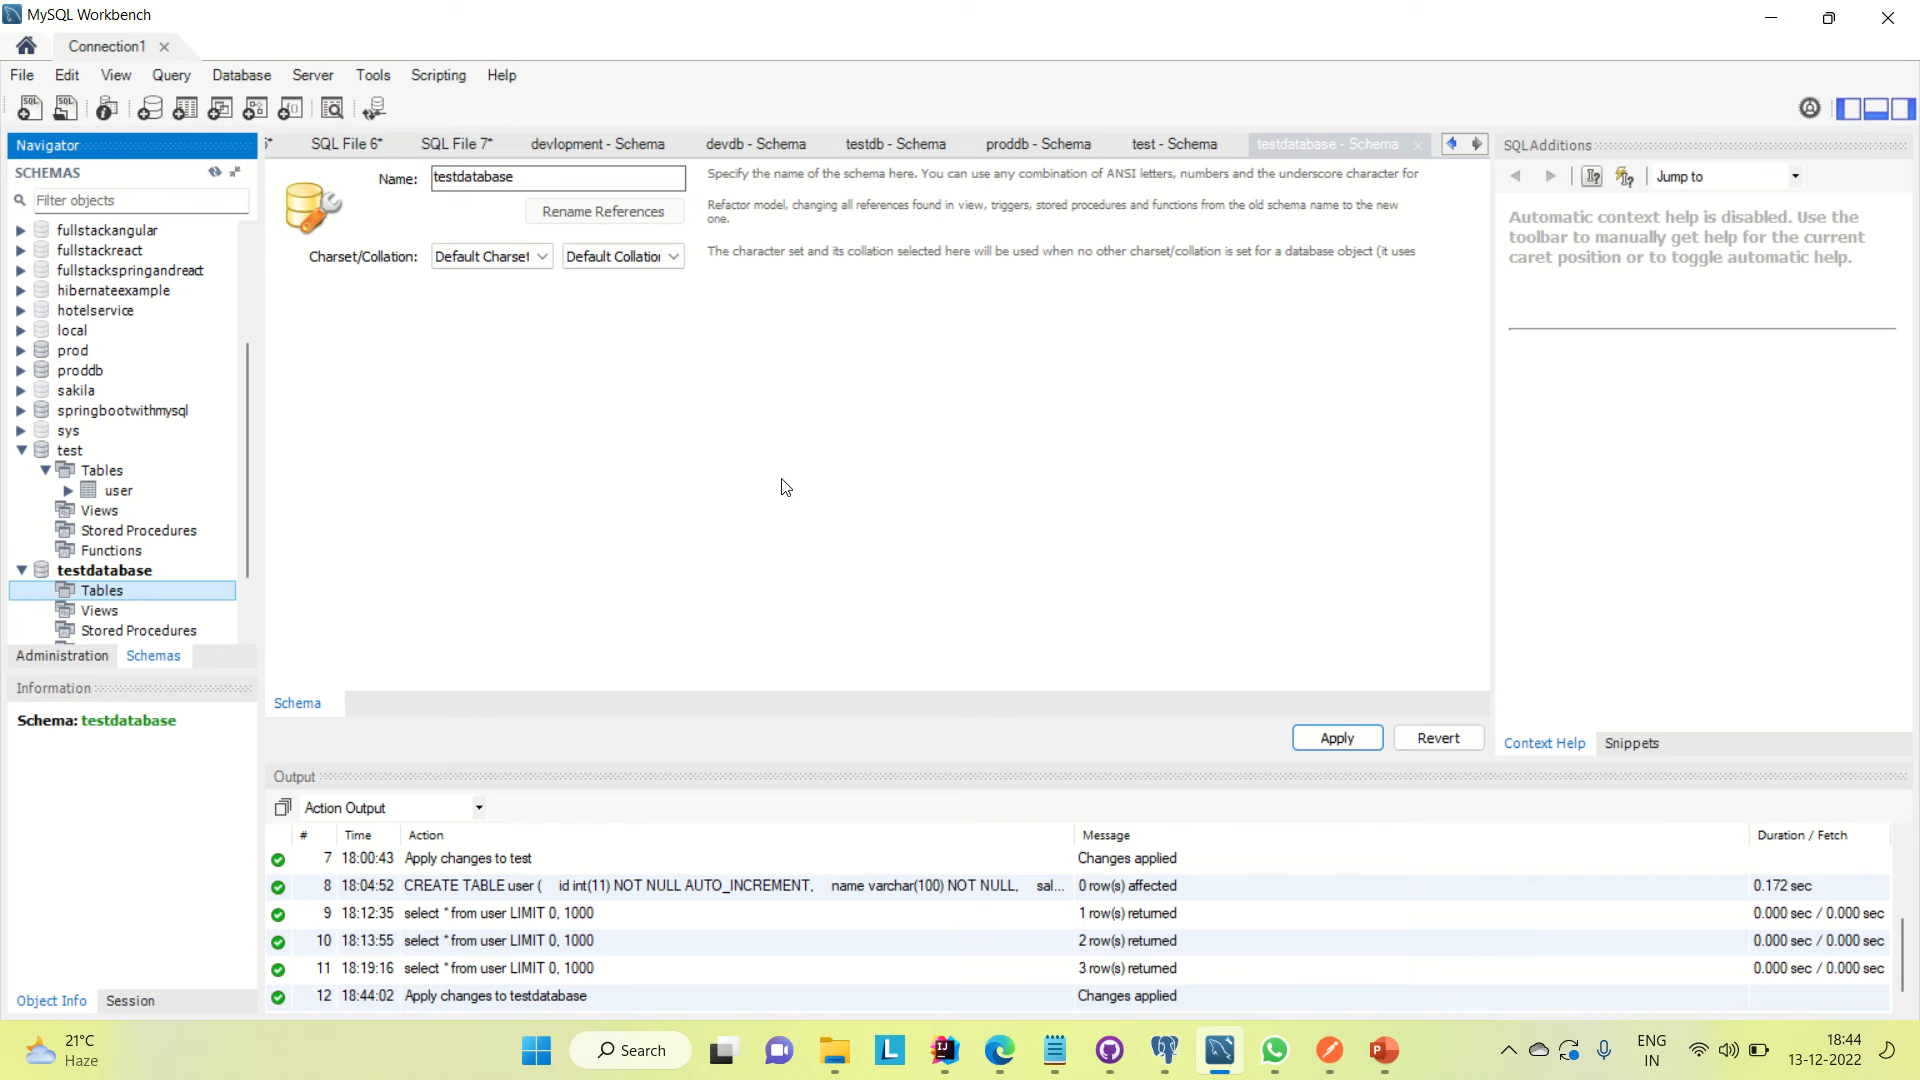 MySQL Workbench
Connection1
File Edit View Query Database Server Tools Scripting Help
Navigator
SCHEMAS
Filter objects
fullstackangular
fullstackreact
fullstackspringandreact
hibernateexample
hotelservice
local
prod
proddb
sakila
springbootwithmysql
sys
test
Tables
user
Views
Stored Procedures
Functions
testdatabase
Tables
Views
Stored Procedures
Administration Schemas
Information
Schema: testdatabase
Object Info Session
SQL File 6* SQL File 7* devlopment - Schema devdb - Schema testdb - Schema proddb - Schema test - Schema testdatabase - Schema
Name: testdatabase
Specify the name of the schema here. You can use any combination of ANSI letters, numbers and the underscore character for
Rename References
Refactor model, changing all references found in view, triggers, stored procedures and functions from the old schema name to the new
one.
Charset/Collation: Default Charset Default Collation
The character set and its collation selected here will be used when no other charset/collation is set for a database object (it uses
Schema
Apply Revert
SQLAdditions
Jump to
Automatic context help is disabled. Use the
toolbar to manually get help for the current
caret position or to toggle automatic help.
Context Help Snippets
Output
Action Output
# Time Action Message Duration / Fetch
7 18:00:43 Apply changes to test Changes applied
8 18:04:52 CREATE TABLE user ( id int(11) NOT NULL AUTO_INCREMENT, name varchar(100) NOT NULL, sal... 0 row(s) affected 0.172 sec
9 18:12:35 select * from user LIMIT 0, 1000 1 row(s) returned 0.000 sec / 0.000 sec
10 18:13:55 select * from user LIMIT 0, 1000 2 row(s) returned 0.000 sec / 0.000 sec
11 18:19:16 select * from user LIMIT 0, 1000 3 row(s) returned 0.000 sec / 0.000 sec
12 18:44:02 Apply changes to testdatabase Changes applied
21°C
Haze
Search
ENG
IN
18:44
13-12-2022